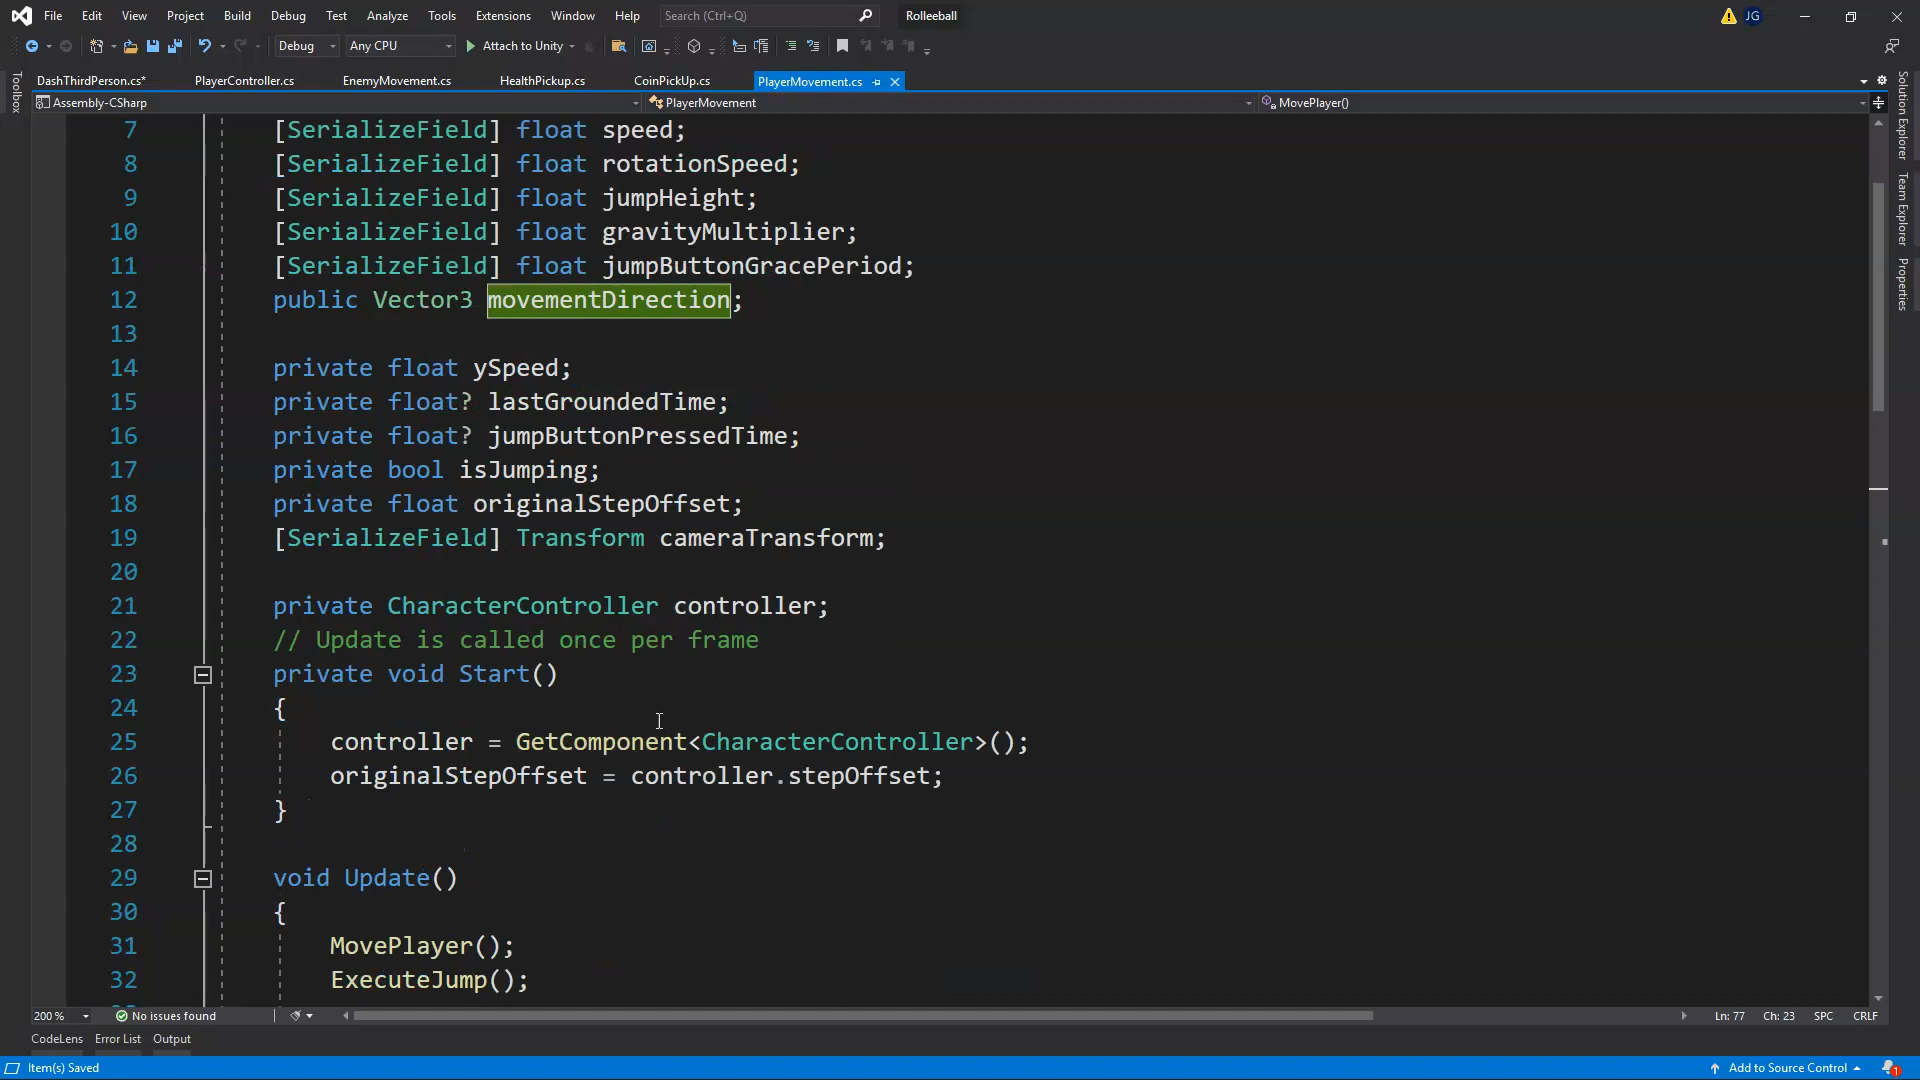 File Edit View Project Build Debug Test Analyze Tools Extensions Window Help Search (Ctrl+Q) Rolleeball JG
Debug Any CPU Attach to Unity
DashThirdPerson.cs* PlayerController.cs EnemyMovement.cs HealthPickup.cs CoinPickUp.cs PlayerMovement.cs
Assembly-CSharp PlayerMovement MovePlayer()
7 [SerializeField] float speed;
8 [SerializeField] float rotationSpeed;
9 [SerializeField] float jumpHeight;
10 [SerializeField] float gravityMultiplier;
11 [SerializeField] float jumpButtonGracePeriod;
12 public Vector3 movementDirection;
13
14 private float ySpeed;
15 private float? lastGroundedTime;
16 private float? jumpButtonPressedTime;
17 private bool isJumping;
18 private float originalStepOffset;
19 [SerializeField] Transform cameraTransform;
20
21 private CharacterController controller;
22 // Update is called once per frame
23 private void Start()
24 {
25 controller = GetComponent<CharacterController>();
26 originalStepOffset = controller.stepOffset;
27 }
28
29 void Update()
30 {
31 MovePlayer();
32 ExecuteJump();
200 % No issues found Ln: 77 Ch: 23 SPC CRLF
CodeLens Error List Output
Item(s) Saved Add to Source Control 1
Toolbox
Solution Explorer
Team Explorer
Properties